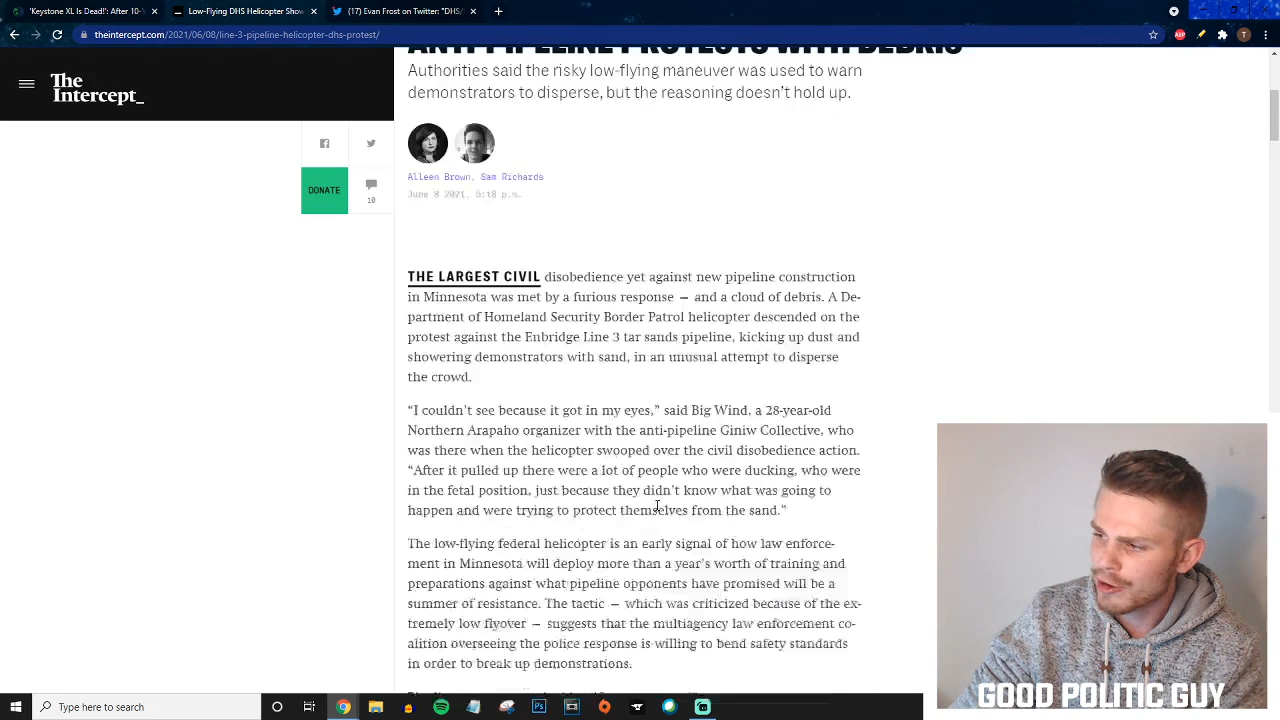 'Keystone XL Is Dead!': After 10-
Low-Flying DHS Helicopter Show
(17) Evan Frost on Twitter: "DHS/
theintercept.com/2021/06/08/line-3-pipeline-helicopter-dhs-protest/
ABP
T
The
Intercept_
DONATE
10
ANTI-PIPELINE PROTESTS WITH DEBRIS
Authorities said the risky low-flying maneuver was used to warn
demonstrators to disperse, but the reasoning doesn't hold up.
Alleen Brown, Sam Richards
June 8 2021, 5:18 p.m.
THE LARGEST CIVIL disobedience yet against new pipeline construction
in Minnesota was met by a furious response — and a cloud of debris. A De-
partment of Homeland Security Border Patrol helicopter descended on the
protest against the Enbridge Line 3 tar sands pipeline, kicking up dust and
showering demonstrators with sand, in an unusual attempt to disperse
the crowd.
“I couldn't see because it got in my eyes,” said Big Wind, a 28-year-old
Northern Arapaho organizer with the anti-pipeline Giniw Collective, who
was there when the helicopter swooped over the civil disobedience action.
“After it pulled up there were a lot of people who were ducking, who were
in the fetal position, just because they didn't know what was going to
happen and were trying to protect themselves from the sand.”
The low-flying federal helicopter is an early signal of how law enforce-
ment in Minnesota will deploy more than a year's worth of training and
preparations against what pipeline opponents have promised will be a
summer of resistance. The tactic — which was criticized because of the ex-
tremely low flyover — suggests that the multiagency law enforcement co-
alition overseeing the police response is willing to bend safety standards
in order to break up demonstrations.
Type here to search
GOOD POLITIC GUY